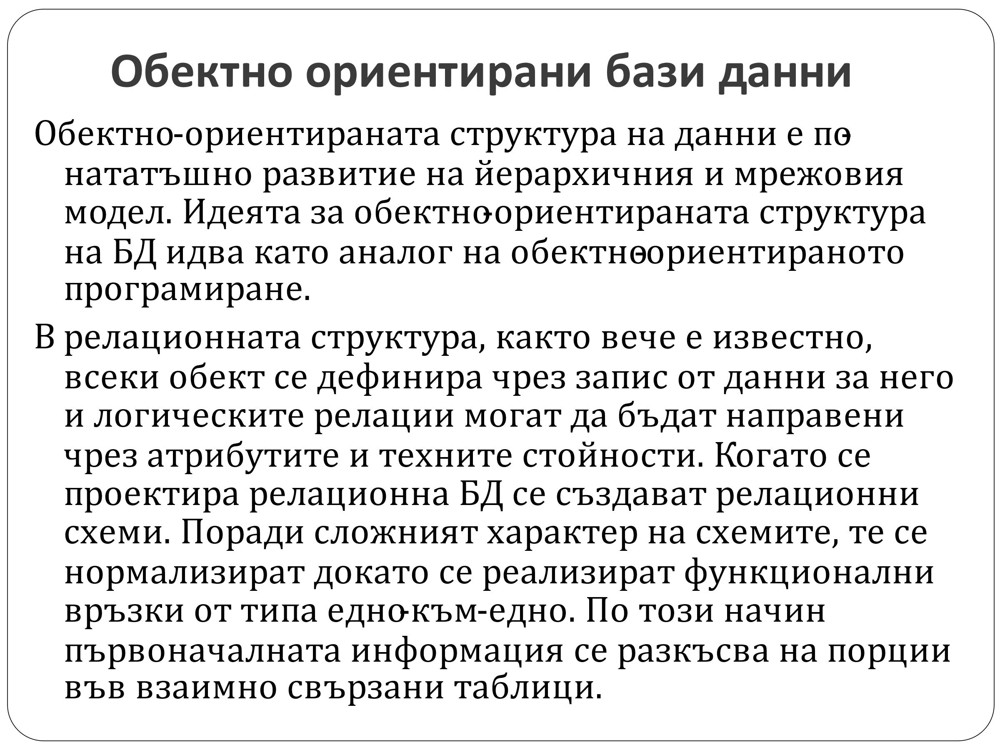 Обектно ориентирани бази данни
Обектно-ориентираната структура на данни е по-
нататъшно развитие на йерархичния и мрежовия
модел. Идеята за обектно-ориентираната структура
на БД идва като аналог на обектно-ориентираното
програмиране.
В релационната структура, както вече е известно,
всеки обект се дефинира чрез запис от данни за него
и логическите релации могат да бъдат направени
чрез атрибутите и техните стойности. Когато се
проектира релационна БД се създават релационни
схеми. Поради сложният характер на схемите, те се
нормализират докато се реализират функционални
връзки от типа едно-към-едно. По този начин
първоначалната информация се разкъсва на порции
във взаимно свързани таблици.